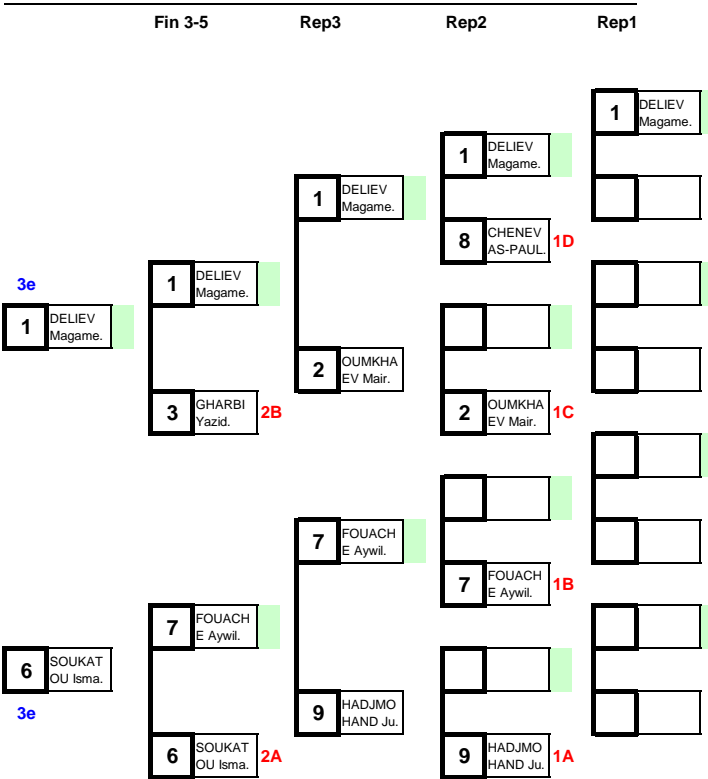 Fin 3-5 Rep3 Rep2 Rep1
1 DELIEV
Magame.
1 DELIEV
Magame.
1 DELIEV
Magame.
8 CHENEV
AS-PAUL. 1D
3e
1 DELIEV
Magame.
1 DELIEV
Magame.
2 OUMKHA
EV Mair.
3 GHARBI
Yazid. 2B
2 OUMKHA
EV Mair. 1C
7 FOUACH
E Aywil.
7 FOUACH
E Aywil. 1B
7 FOUACH
E Aywil.
6 SOUKAT
OU Isma.
3e
9 HADJMO
HAND Ju.
6 SOUKAT
OU Isma. 2A
9 HADJMO
HAND Ju. 1A